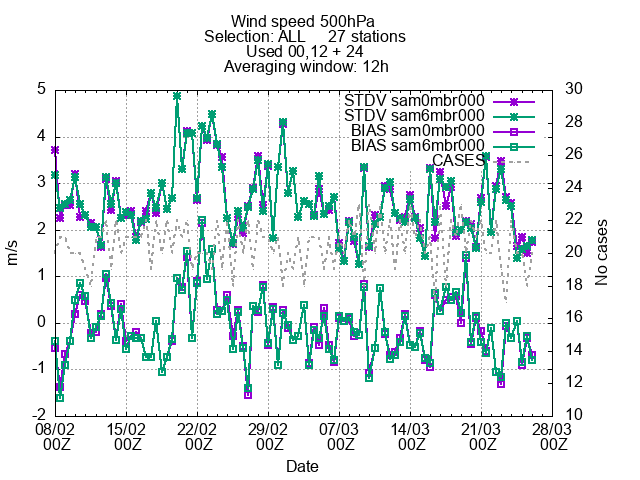 Wind speed 500hPa
Selection: ALL 27 stations
Used 00,12 + 24
Averaging window: 12h
STDV sam0mbr000
STDV sam6mbr000
BIAS sam0mbr000
BIAS sam6mbr000
CASES
5
4
3
2
1
0
-1
-2
m/s
30
28
26
24
22
20
18
16
14
12
10
No cases
08/02 15/02 22/02 29/02 07/03 14/03 21/03 28/03
00Z 00Z 00Z 00Z 00Z 00Z 00Z 00Z
Date